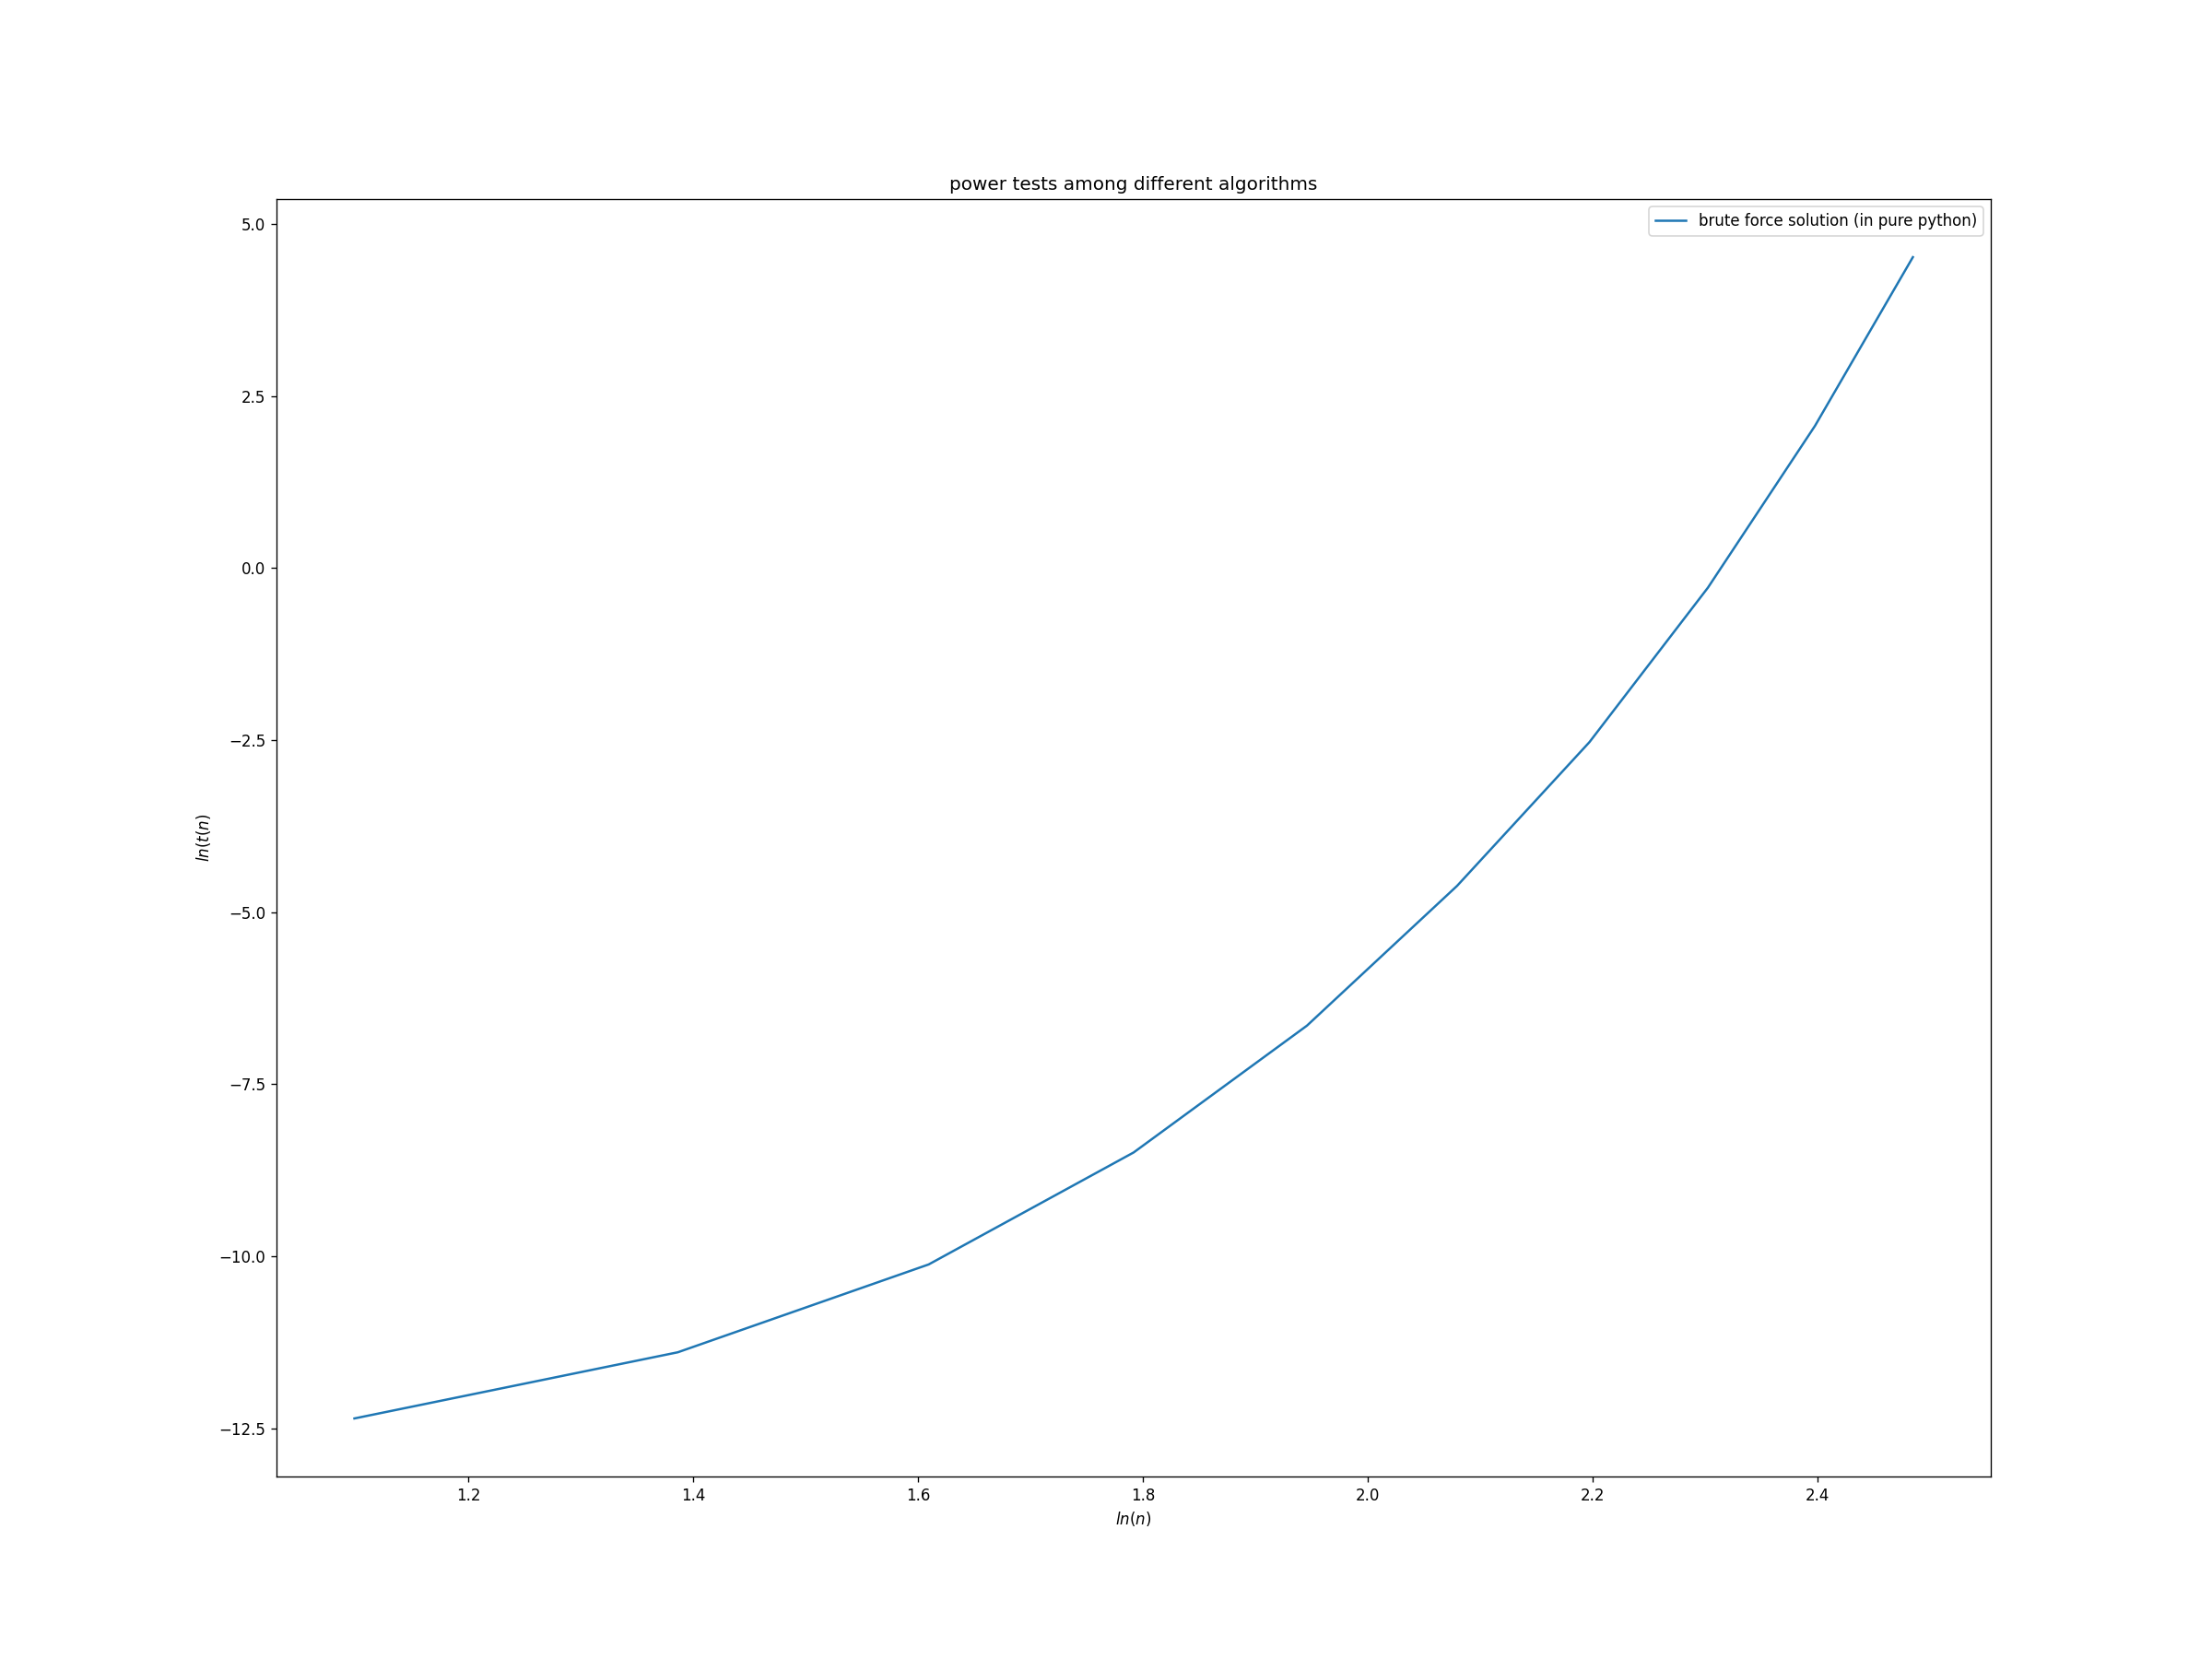 power tests among different algorithms
brute force solution (in pure python)
5.0
2.5
0.0
−2.5
−5.0
−7.5
−10.0
−12.5
ln(t(n)
1.2 1.4 1.6 1.8 2.0 2.2 2.4
ln(n)